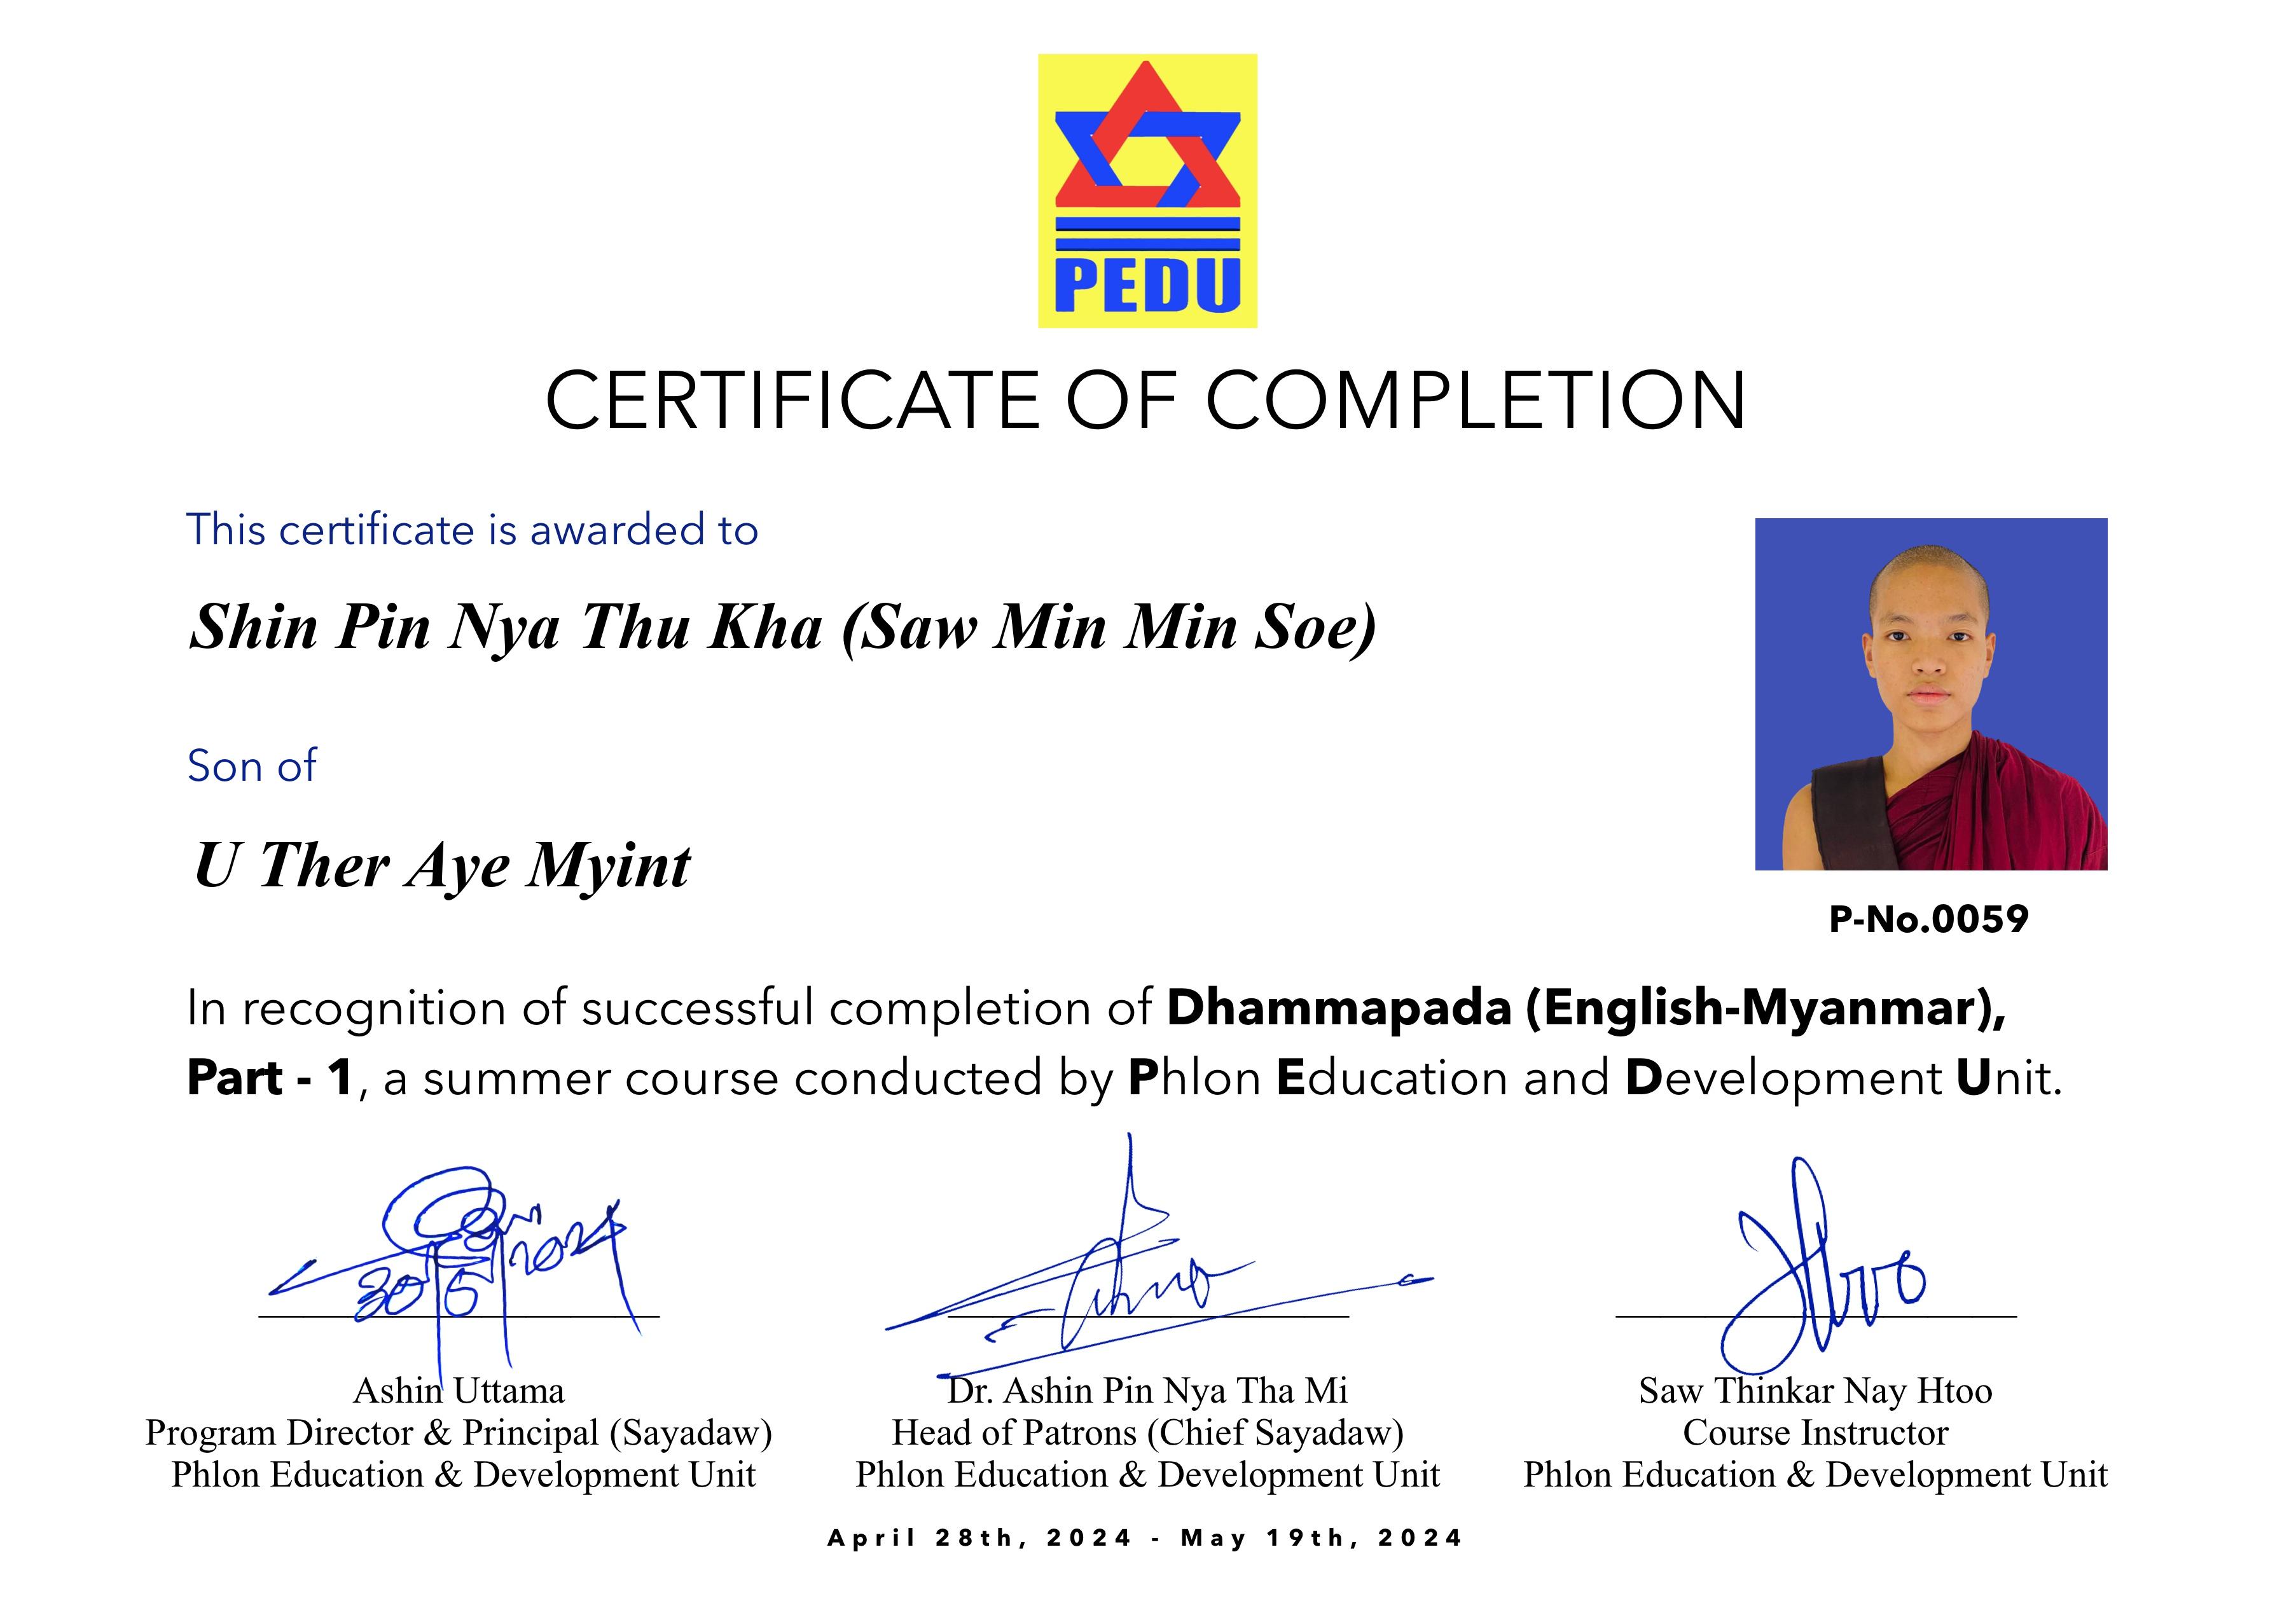 PEDU
CERTIFICATE OF COMPLETION
This certificate is awarded to
Shin Pin Nya Thu Kha (Saw Min Min Soe)
Son of
U Ther Aye Myint
P-No.0059
In recognition of successful completion of Dhammapada (English-Myanmar),
Part - 1, a summer course conducted by Phlon Education and Development Unit.
30/5/2024
Htoo
Ashin Uttama
Program Director & Principal (Sayadaw)
Phlon Education & Development Unit
Dr. Ashin Pin Nya Tha Mi
Head of Patrons (Chief Sayadaw)
Phlon Education & Development Unit
Saw Thinkar Nay Htoo
Course Instructor
Phlon Education & Development Unit
April 28th, 2024 - May 19th, 2024